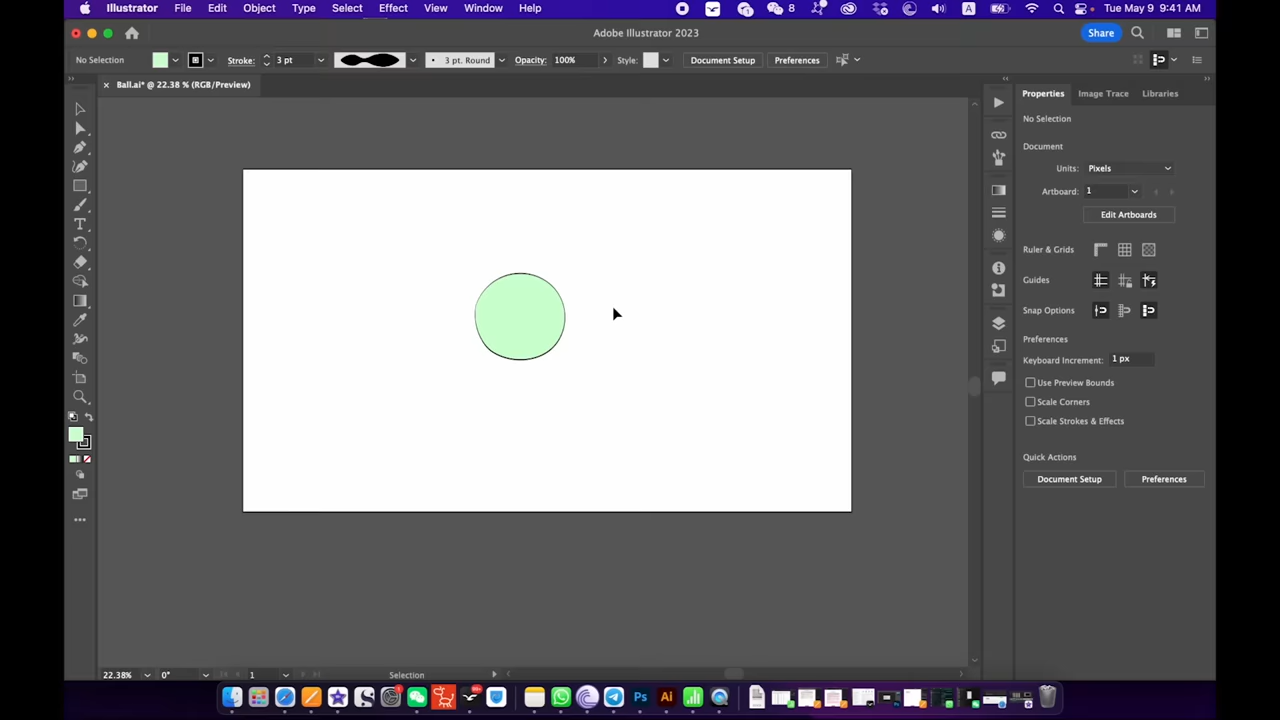 Illustrator File Edit Object Type Select Effect View Window Help 8 A Tue May 9 9:41 AM
Adobe Illustrator 2023
Share
No Selection Stroke: 3 pt 3 pt. Round Opacity: 100% Style: Document Setup Preferences
× Ball.ai* @ 22.38 % (RGB/Preview)
Properties Image Trace Libraries
No Selection
Document
Units: Pixels
Artboard: 1
Edit Artboards
Ruler & Grids
Guides
Snap Options
Preferences
Keyboard Increment: 1 px
Use Preview Bounds
Scale Corners
Scale Strokes & Effects
Quick Actions
Document Setup Preferences
22.38% 0° 1 Selection
Ps Ai